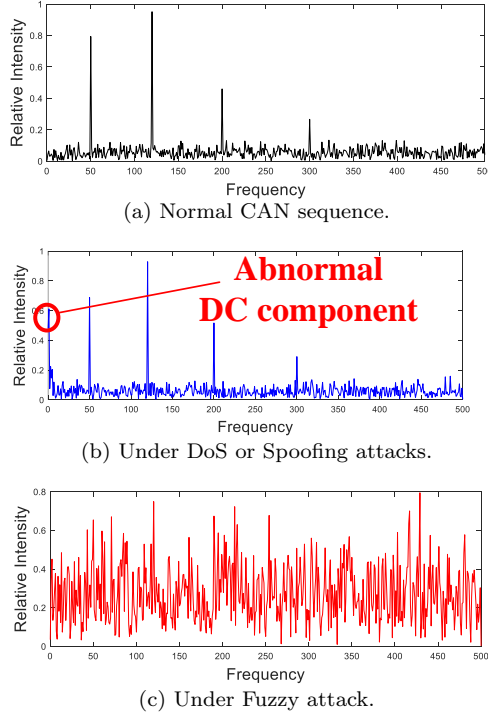 1
0.8
0.6
0.4
0.2
0
0 50 100 150 200 250 300 350 400 450 500
Relative Intensity
Frequency
(a) Normal CAN sequence.
1
0.8
0.6
0.4
0.2
0
0 50 100 150 200 250 300 350 400 450 500
Relative Intensity
Abnormal
DC component
Frequency
(b) Under DoS or Spoofing attacks.
0.8
0.6
0.4
0.2
0
0 50 100 150 200 250 300 350 400 450 500
Relative Intensity
Frequency
(c) Under Fuzzy attack.